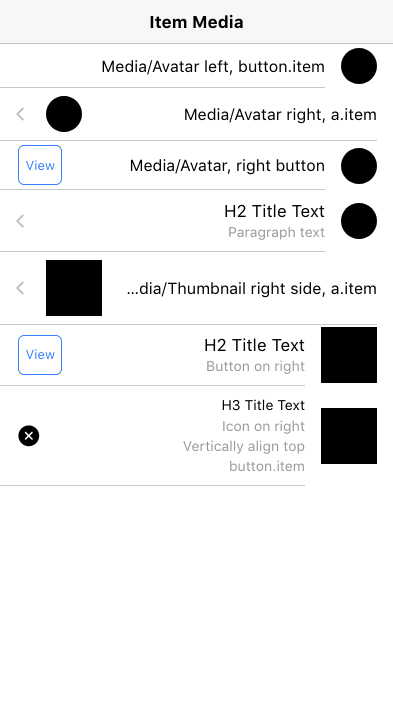 Item Media
Media/Avatar left, button.item
Media/Avatar right, a.item
View
Media/Avatar, right button
H2 Title Text
Paragraph text
...dia/Thumbnail right side, a.item
View
H2 Title Text
Button on right
H3 Title Text
Icon on right
Vertically align top
button.item